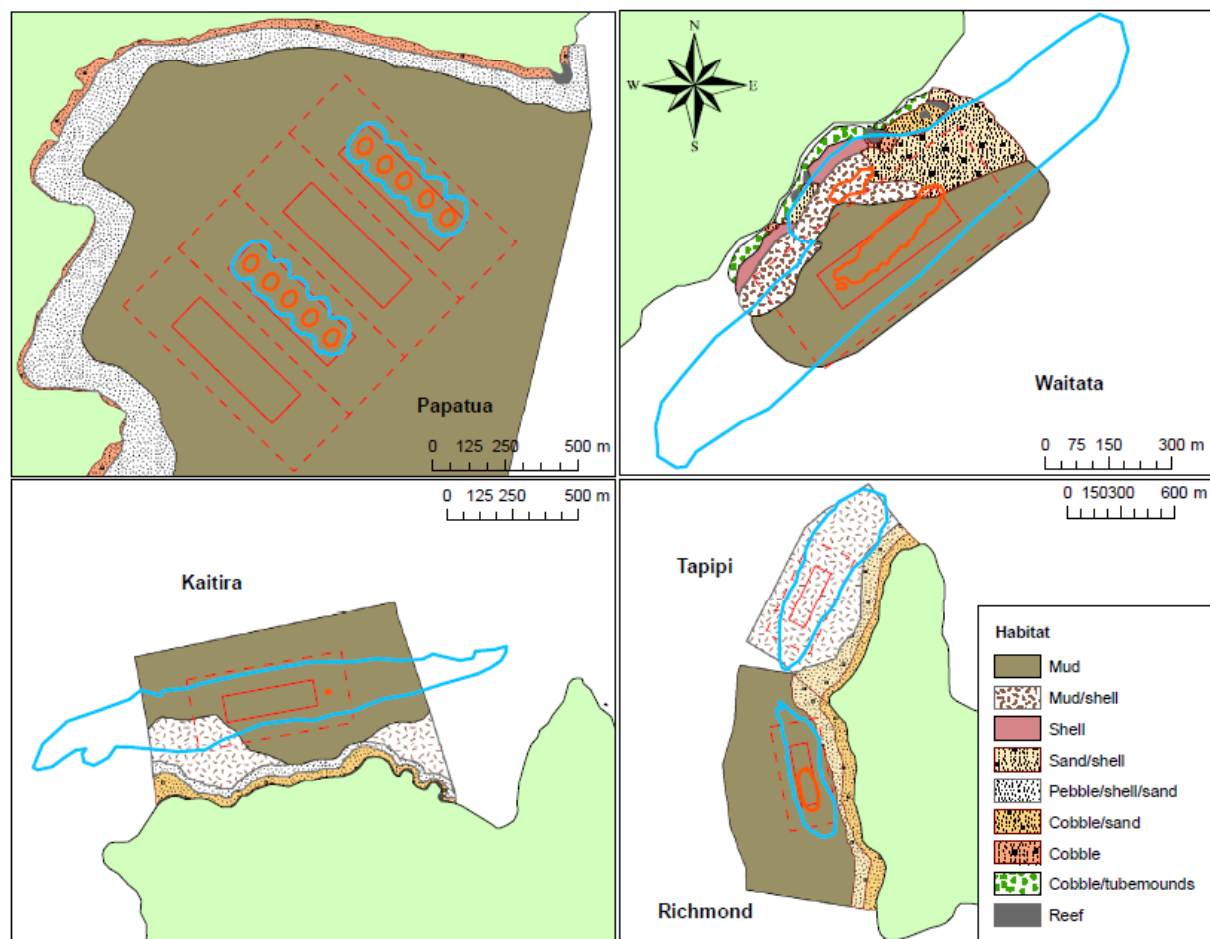 Papatua
0 125 250 500 m
N
W E
S
Waitata
0 75 150 300 m
0 125 250 500 m
Kaitira
0 150300 600 m
Tapipi
Richmond
Habitat
Mud
Mud/shell
Shell
Sand/shell
Pebble/shell/sand
Cobble/sand
Cobble
Cobble/tubemounds
Reef